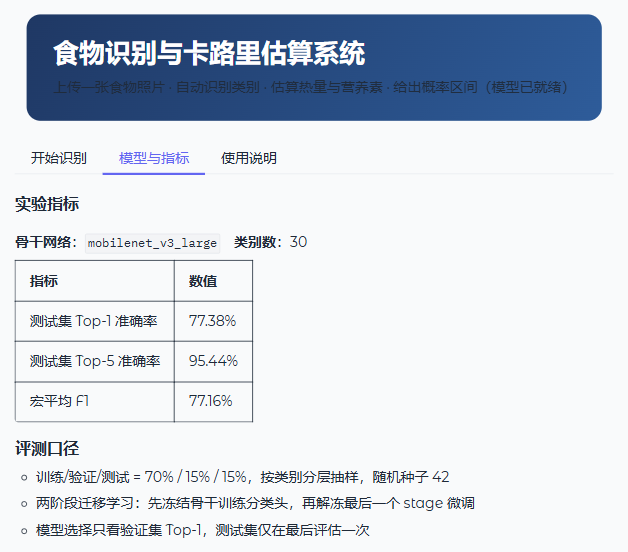 食物识别与卡路里估算系统
上传一张食物照片 · 自动识别类别 · 估算热量与营养素 · 给出概率区间（模型已就绪）
开始识别 模型与指标 使用说明
实验指标
骨干网络： mobilenet_v3_large 类别数：30
指标 数值
测试集 Top-1 准确率 77.38%
测试集 Top-5 准确率 95.44%
宏平均 F1 77.16%
评测口径
训练/验证/测试 = 70% / 15% / 15%，按类别分层抽样，随机种子 42
两阶段迁移学习：先冻结骨干训练分类头，再解冻最后一个 stage 微调
模型选择只看验证集 Top-1，测试集仅在最后评估一次